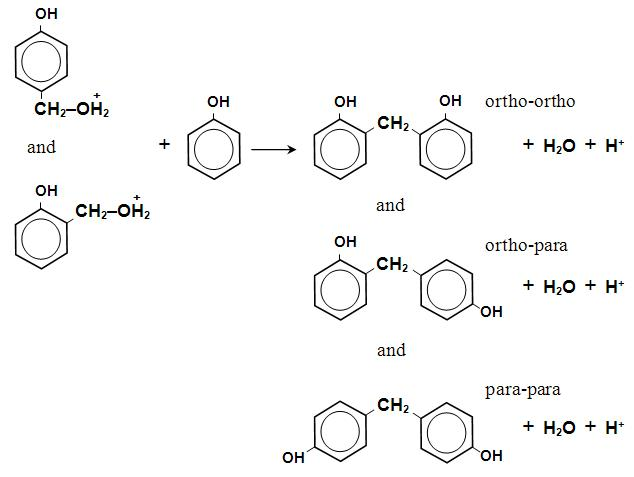 OH
CH₂–OH₂⁺
and
OH
CH₂–OH₂⁺
+
OH
OH
CH₂
OH
ortho-ortho
+ H₂O + H⁺
and
OH
CH₂
OH
ortho-para
+ H₂O + H⁺
and
CH₂
OH
OH
para-para
+ H₂O + H⁺